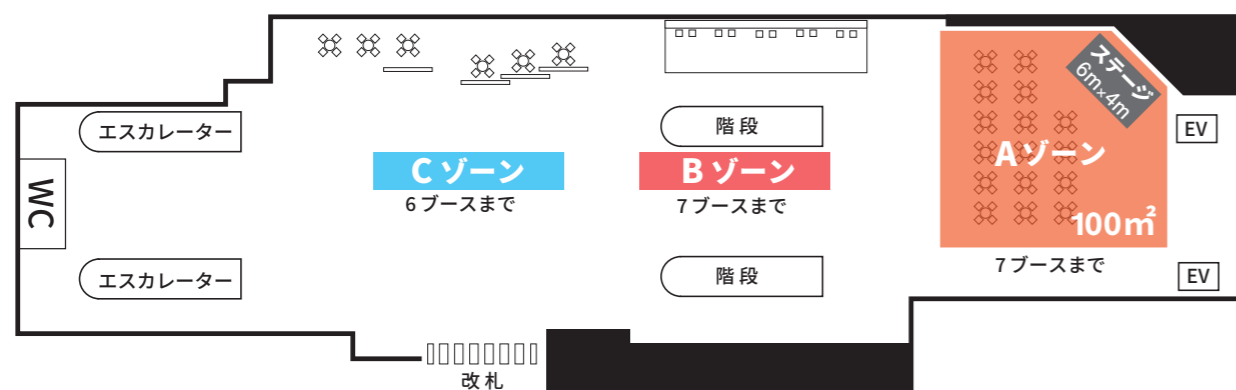 ステージ
6m×4m
エスカレーター
階段
EV
WC
C ゾーン
6ブースまで
B ゾーン
7ブースまで
A ゾーン
100㎡
7ブースまで
エスカレーター
階段
EV
改札